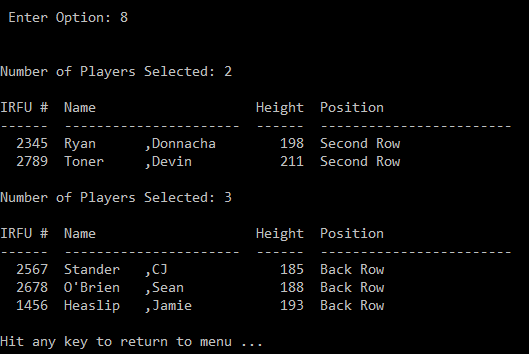 Enter Option: 8
Number of Players Selected: 2
IRFU #  Name                    Height  Position
------  ----------------------  ------  ------------------------
  2345  Ryan      ,Donnacha        198  Second Row
  2789  Toner     ,Devin           211  Second Row
Number of Players Selected: 3
IRFU #  Name                    Height  Position
------  ----------------------  ------  ------------------------
  2567  Stander   ,CJ              185  Back Row
  2678  O'Brien   ,Sean            188  Back Row
  1456  Heaslip   ,Jamie           193  Back Row
Hit any key to return to menu ...